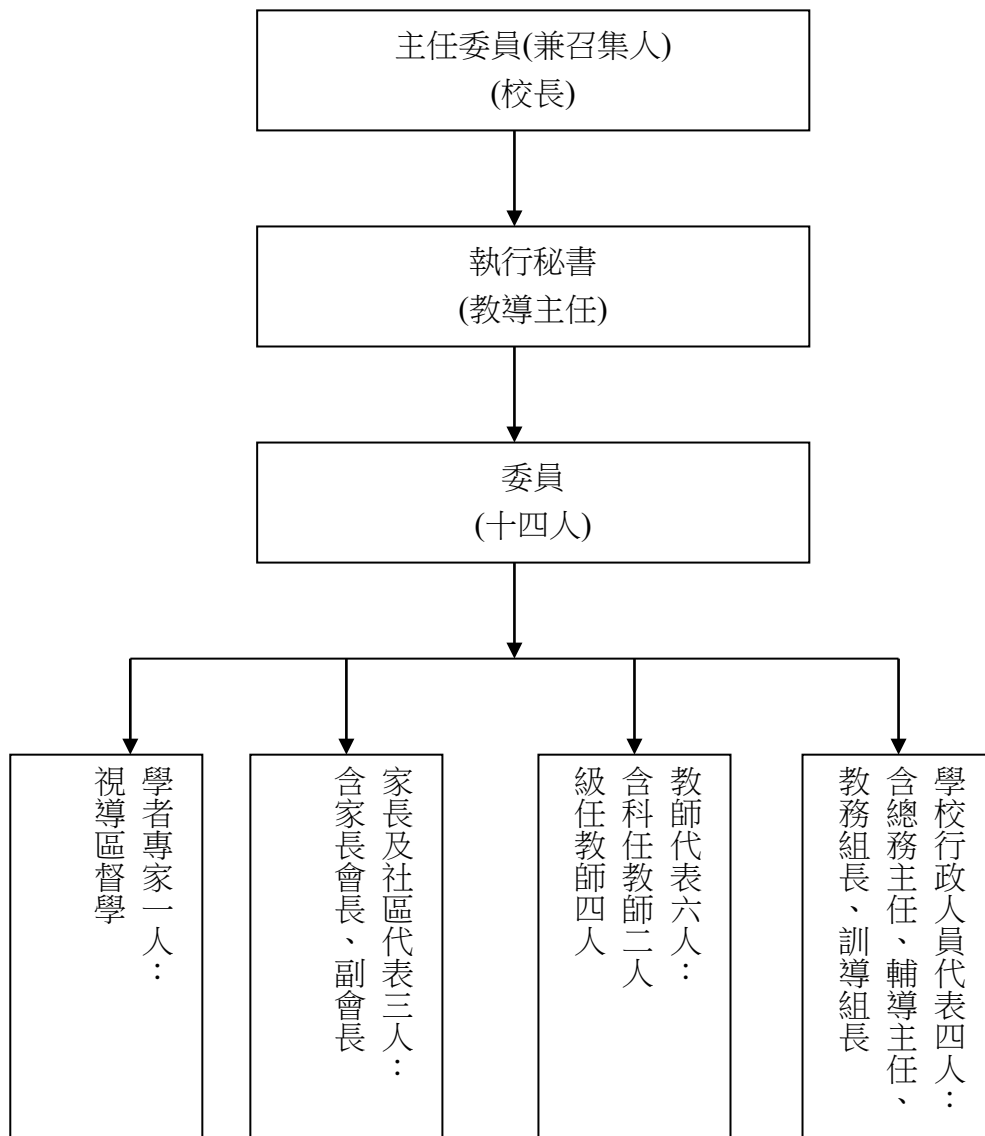 主任委員(兼召集人)
(校長)
執行秘書
(教導主任)
委員
(十四人)
學校行政人員代表四人：
含總務主任、輔導主任、
教務組長、訓導組長
教師代表六人：
含科任教師二人
級任教師四人
家長及社區代表三人：
含家長會長、副會長
學者專家一人：
視導區督學